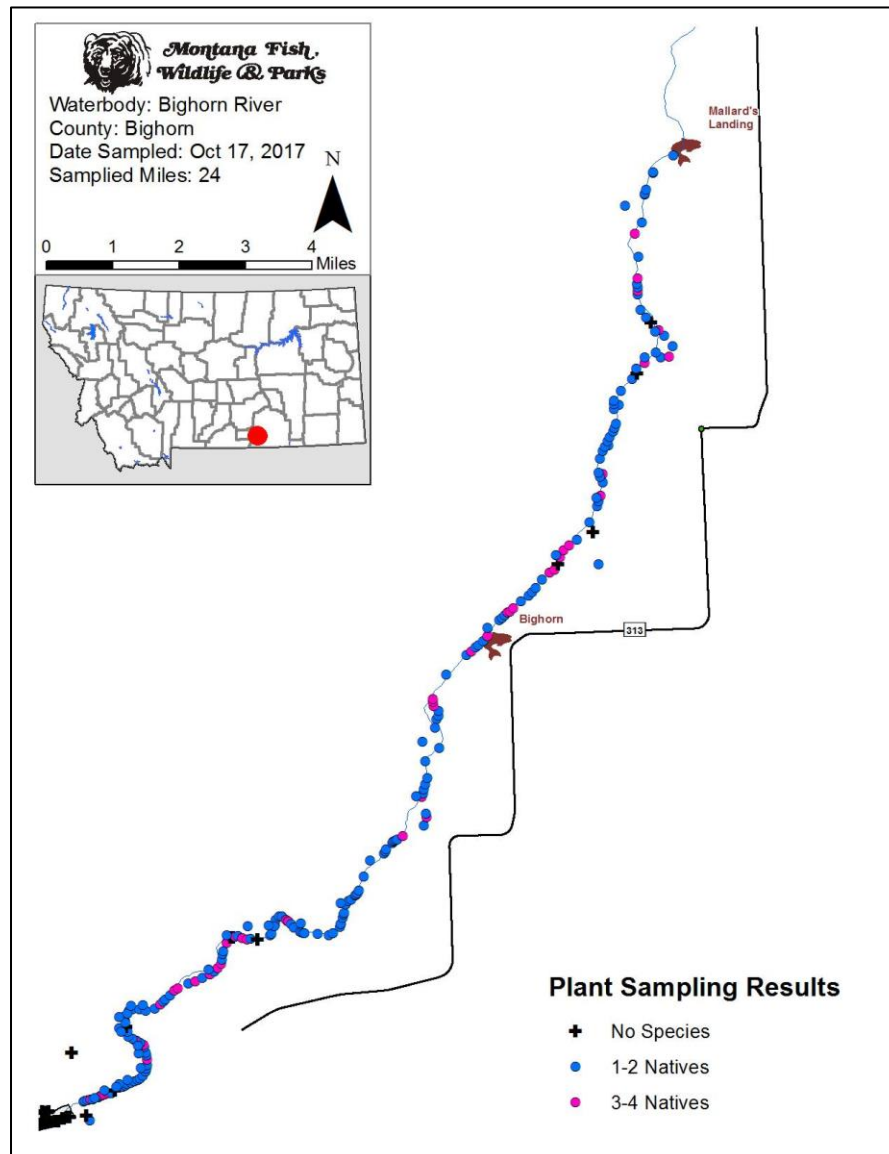 Montana Fish,
Wildlife & Parks
Waterbody: Bighorn River
County: Bighorn
Date Sampled: Oct 17, 2017
Samplied Miles: 24
N
0 1 2 3 4
Miles
Mallard's
Landing
Bighorn
313
Plant Sampling Results
No Species
1-2 Natives
3-4 Natives